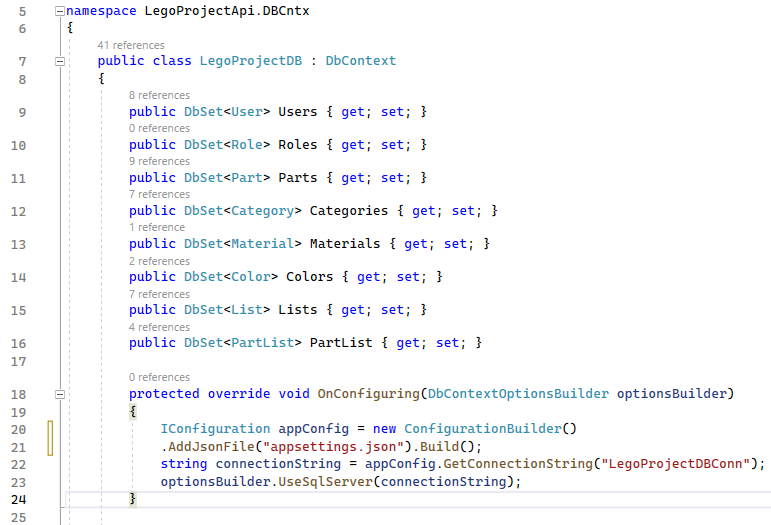 5 namespace LegoProjectApi.DBCntx
6 {
41 references
7 public class LegoProjectDB : DbContext
8 {
8 references
9 public DbSet<User> Users { get; set; }
0 references
10 public DbSet<Role> Roles { get; set; }
9 references
11 public DbSet<Part> Parts { get; set; }
7 references
12 public DbSet<Category> Categories { get; set; }
1 reference
13 public DbSet<Material> Materials { get; set; }
2 references
14 public DbSet<Color> Colors { get; set; }
7 references
15 public DbSet<List> Lists { get; set; }
4 references
16 public DbSet<PartList> PartList { get; set; }
17
0 references
18 protected override void OnConfiguring(DbContextOptionsBuilder optionsBuilder)
19 {
20 IConfiguration appConfig = new ConfigurationBuilder()
21 .AddJsonFile("appsettings.json").Build();
22 string connectionString = appConfig.GetConnectionString("LegoProjectDBConn");
23 optionsBuilder.UseSqlServer(connectionString);
24 }
25